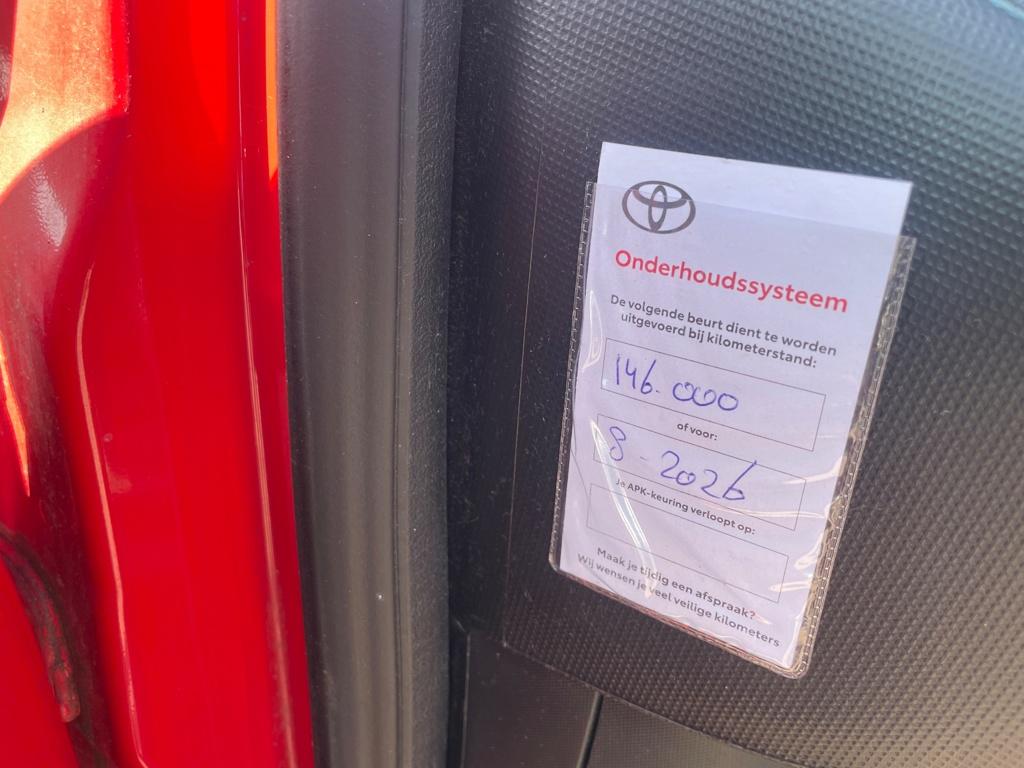 Onderhoudssysteem
De volgende beurt dient te worden
uitgevoerd bij kilometerstand:
146.000
of voor:
8-2026
Je APK-keuring verloopt op:
Maak je tijdig een afspraak?
Wij wensen je veel veilige kilometers